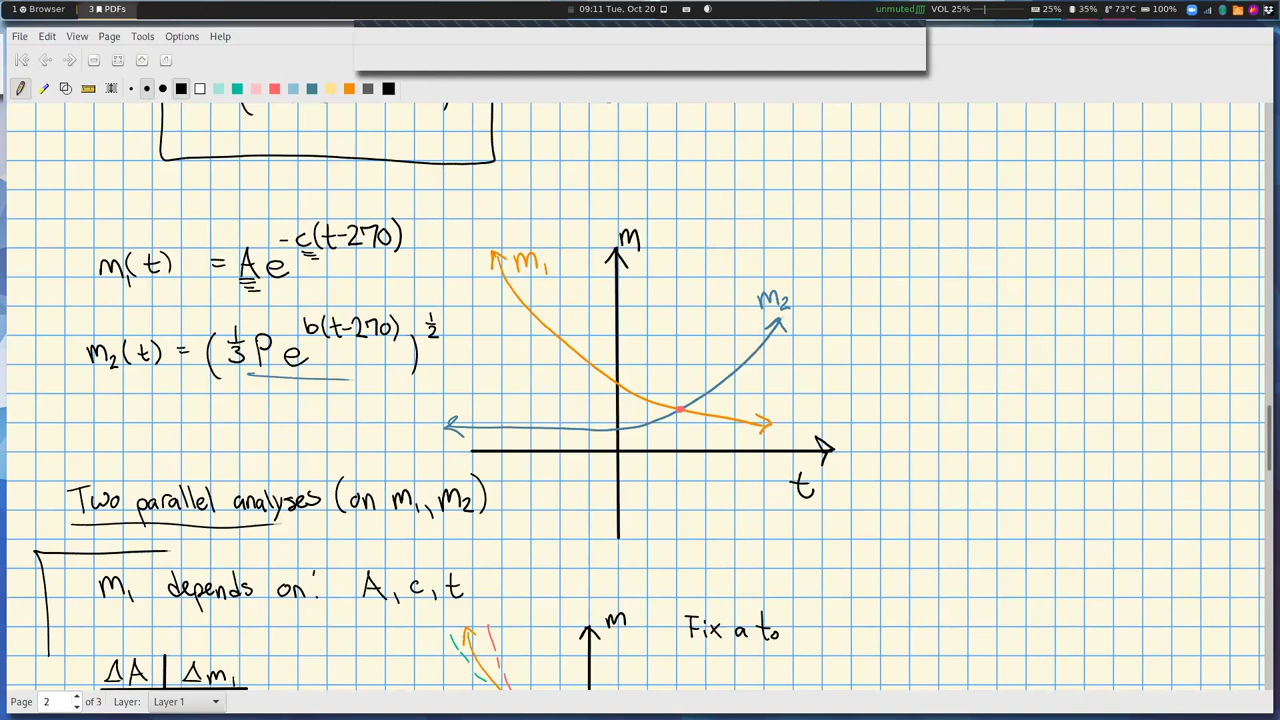 1 Browser 3 PDFs 09:11 Tue, Oct 20 unmuted VOL 25% 25% 35% 73°C 100%
File Edit View Page Tools Options Help
m₁(t) = A e^{-c(t-270)}
m₂(t) = (1/3 P e^{b(t-270)})^{1/2}
m
m₁
m₂
t
Two parallel analyses (on m₁, m₂)
m₁ depends on: A, c, t
m
Fix a t₀
ΔA | Δm₁
Page 2 of 3 Layer: Layer 1